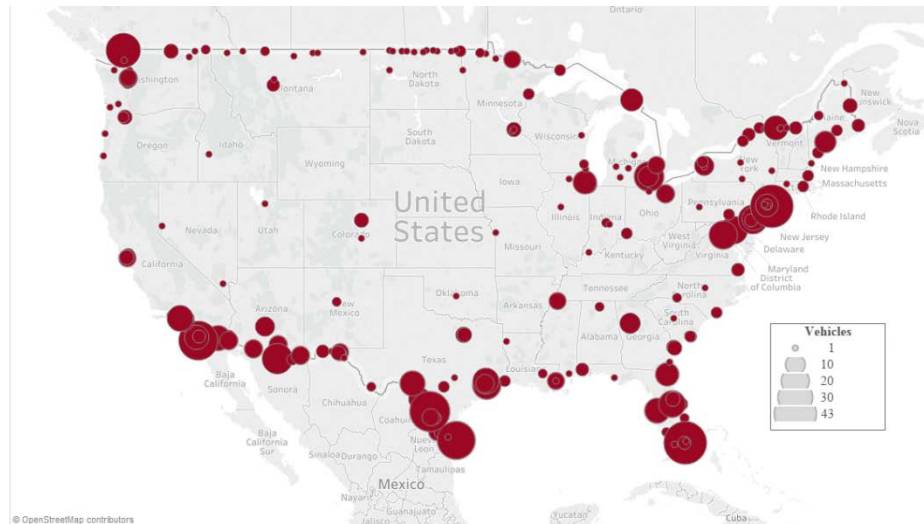 Ontario
Washington
Montana
North
Dakota
Minnesota
New
Brunswick
Maine
Nova
Scotia
Vermont
Oregon
Idaho
South
Dakota
Wisconsin
Michigan
New
York
New Hampshire
Massachusetts
Wyoming
Iowa
Pennsylvania
Rhode Island
Nevada
Utah
Colorado
United
States
Illinois
Indiana
Ohio
West
Virginia
Virginia
New Jersey
Delaware
Maryland
District
of Columbia
California
Missouri
Kentucky
Arizona
New
Mexico
Oklahoma
Arkansas
Tennessee
North
Carolina
South
Carolina
Alabama
Georgia
Texas
Louisiana
Baja
California
Sonora
Chihuahua
Coahuila
Baja
California
Sur
Nuevo
Leon
Sinaloa
Durango
Tamaulipas
Mexico
Nayarit
Guanajuato
Jalisco
Yucatan
Cuba
Vehicles
1
10
20
30
43
© OpenStreetMap contributors